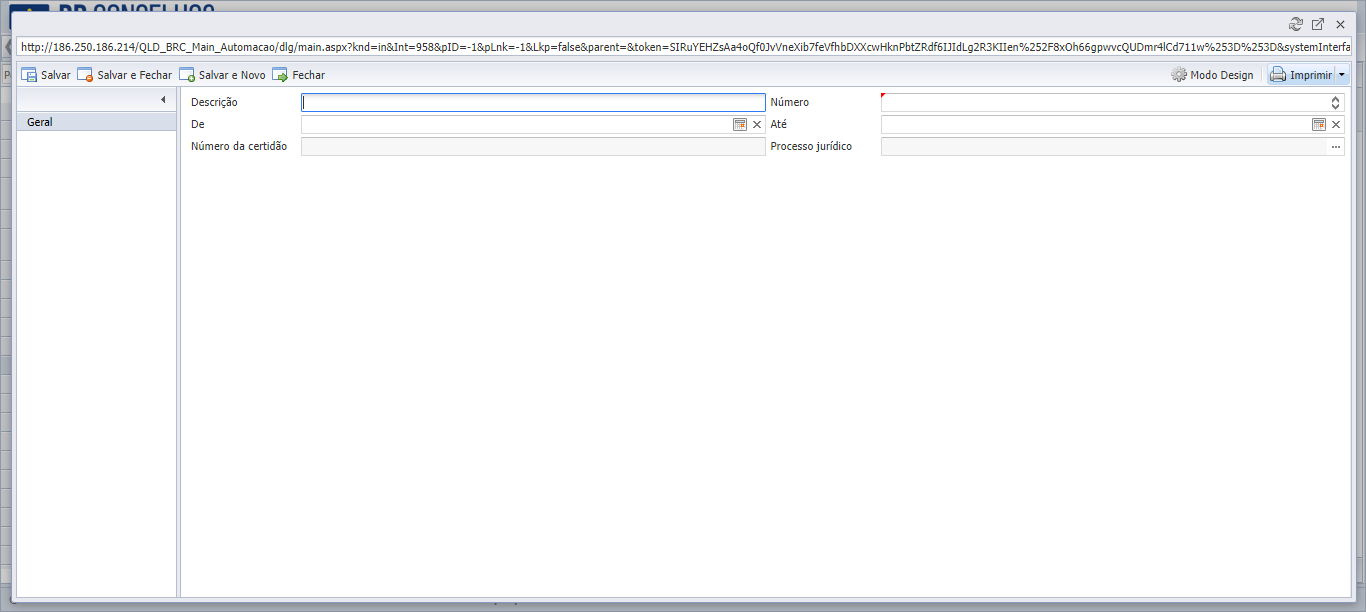 http://186.250.186.214/QLD_BRC_Main_Automacao/dlg/main.aspx?knd=in&Int=958&pID=-1&pLnk=-1&Lkp=false&parent=&token=SIRuYEHZsAa4oQf0JvVneXib7feVfhbDXXcwHknPbtZRdf6IJIdLg2R3KIIen%252F8xOh66gpwvcQUDmr4lCd711w%253D%253D&systemInterfa
Salvar Salvar e Fechar Salvar e Novo Fechar Modo Design Imprimir
Geral
Descrição Número
De Até
Número da certidão Processo jurídico